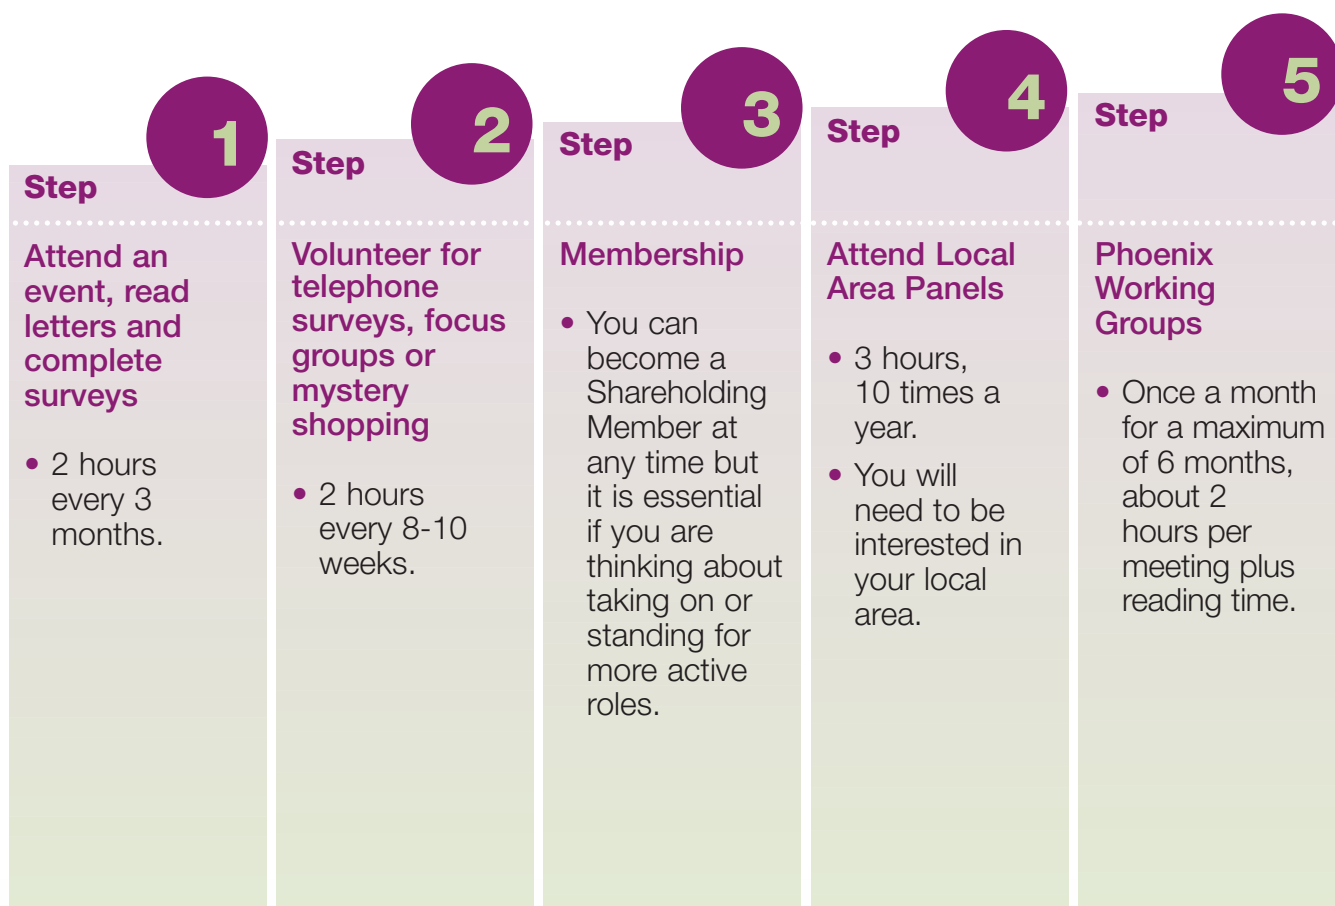 Step 1
Attend an
event, read
letters and
complete
surveys
• 2 hours
every 3
months.
Step 2
Volunteer for
telephone
surveys, focus
groups or
mystery
shopping
• 2 hours
every 8-10
weeks.
Step 3
Membership
• You can
become a
Shareholding
Member at
any time but
it is essential
if you are
thinking about
taking on or
standing for
more active
roles.
Step 4
Attend Local
Area Panels
• 3 hours,
10 times a
year.
• You will
need to be
interested in
your local
area.
Step 5
Phoenix
Working
Groups
• Once a month
for a maximum
of 6 months,
about 2
hours per
meeting plus
reading time.